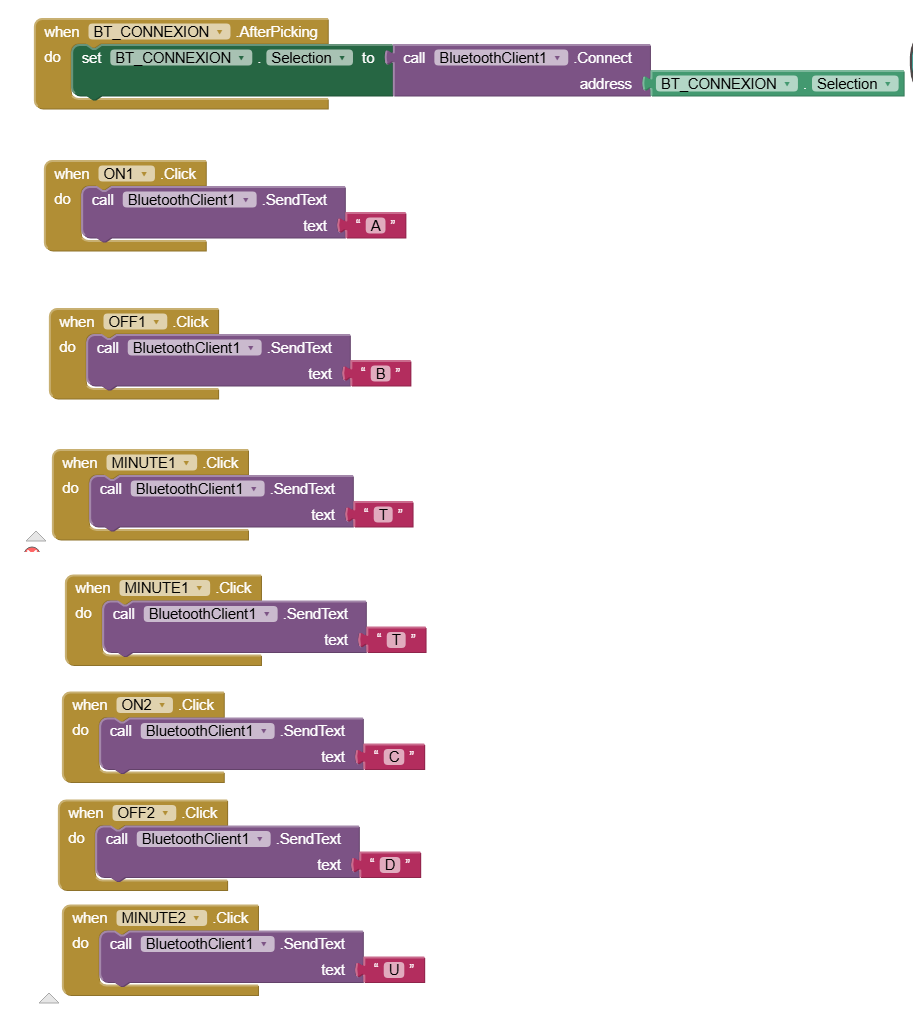 when BT_CONNEXION .AfterPicking
do set BT_CONNEXION . Selection to call BluetoothClient1 .Connect
address BT_CONNEXION . Selection
when ON1 .Click
do call BluetoothClient1 .SendText
text “ A ”
when OFF1 .Click
do call BluetoothClient1 .SendText
text “ B ”
when MINUTE1 .Click
do call BluetoothClient1 .SendText
text “ T ”
when MINUTE1 .Click
do call BluetoothClient1 .SendText
text “ T ”
when ON2 .Click
do call BluetoothClient1 .SendText
text “ C ”
when OFF2 .Click
do call BluetoothClient1 .SendText
text “ D ”
when MINUTE2 .Click
do call BluetoothClient1 .SendText
text “ U ”